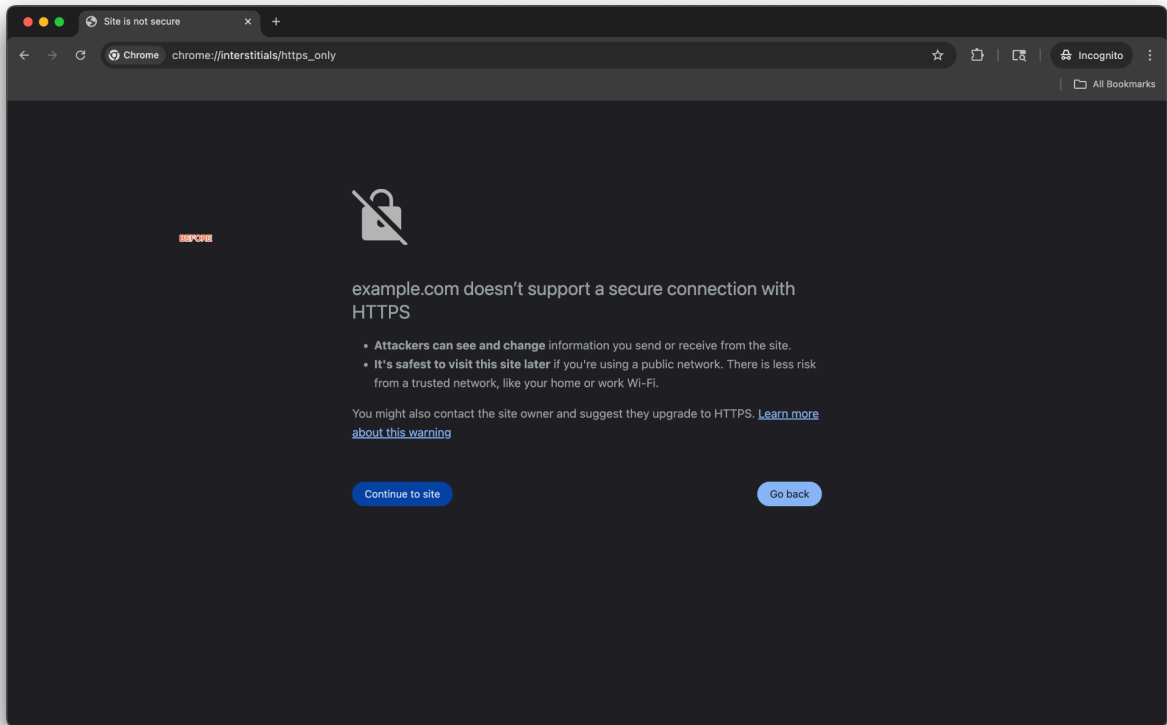 Site is not secure
Chrome
chrome://interstitials/https_only
Incognito
All Bookmarks
BEFORE
example.com doesn’t support a secure connection with
HTTPS
• Attackers can see and change information you send or receive from the site.
• It's safest to visit this site later if you're using a public network. There is less risk
from a trusted network, like your home or work Wi-Fi.
You might also contact the site owner and suggest they upgrade to HTTPS. Learn more
about this warning
Continue to site
Go back